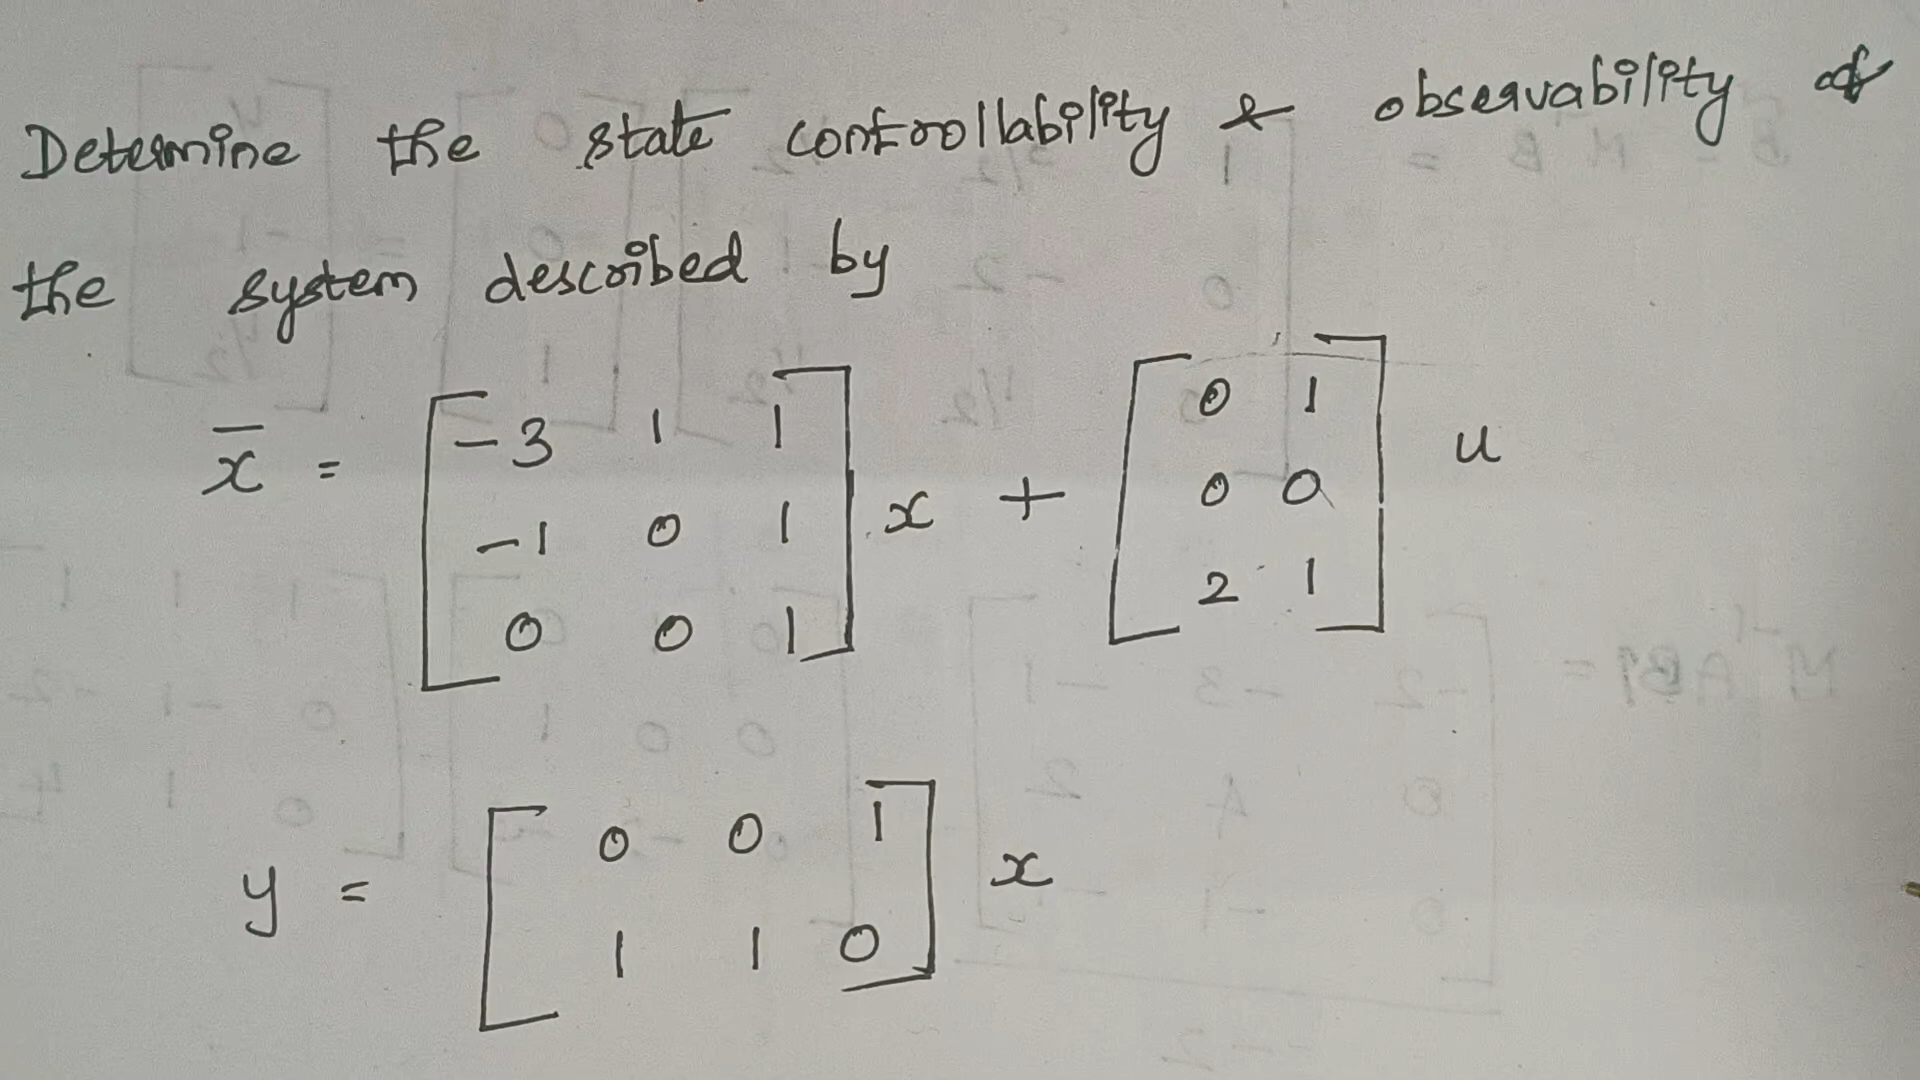 Determine the state controllability & observability of
the system described by
x̅ = [ -3 1 1
-1 0 1
0 0 1 ] x + [ 0 1
0 0
2 1 ] u
y = [ 0 0 1
1 1 0 ] x